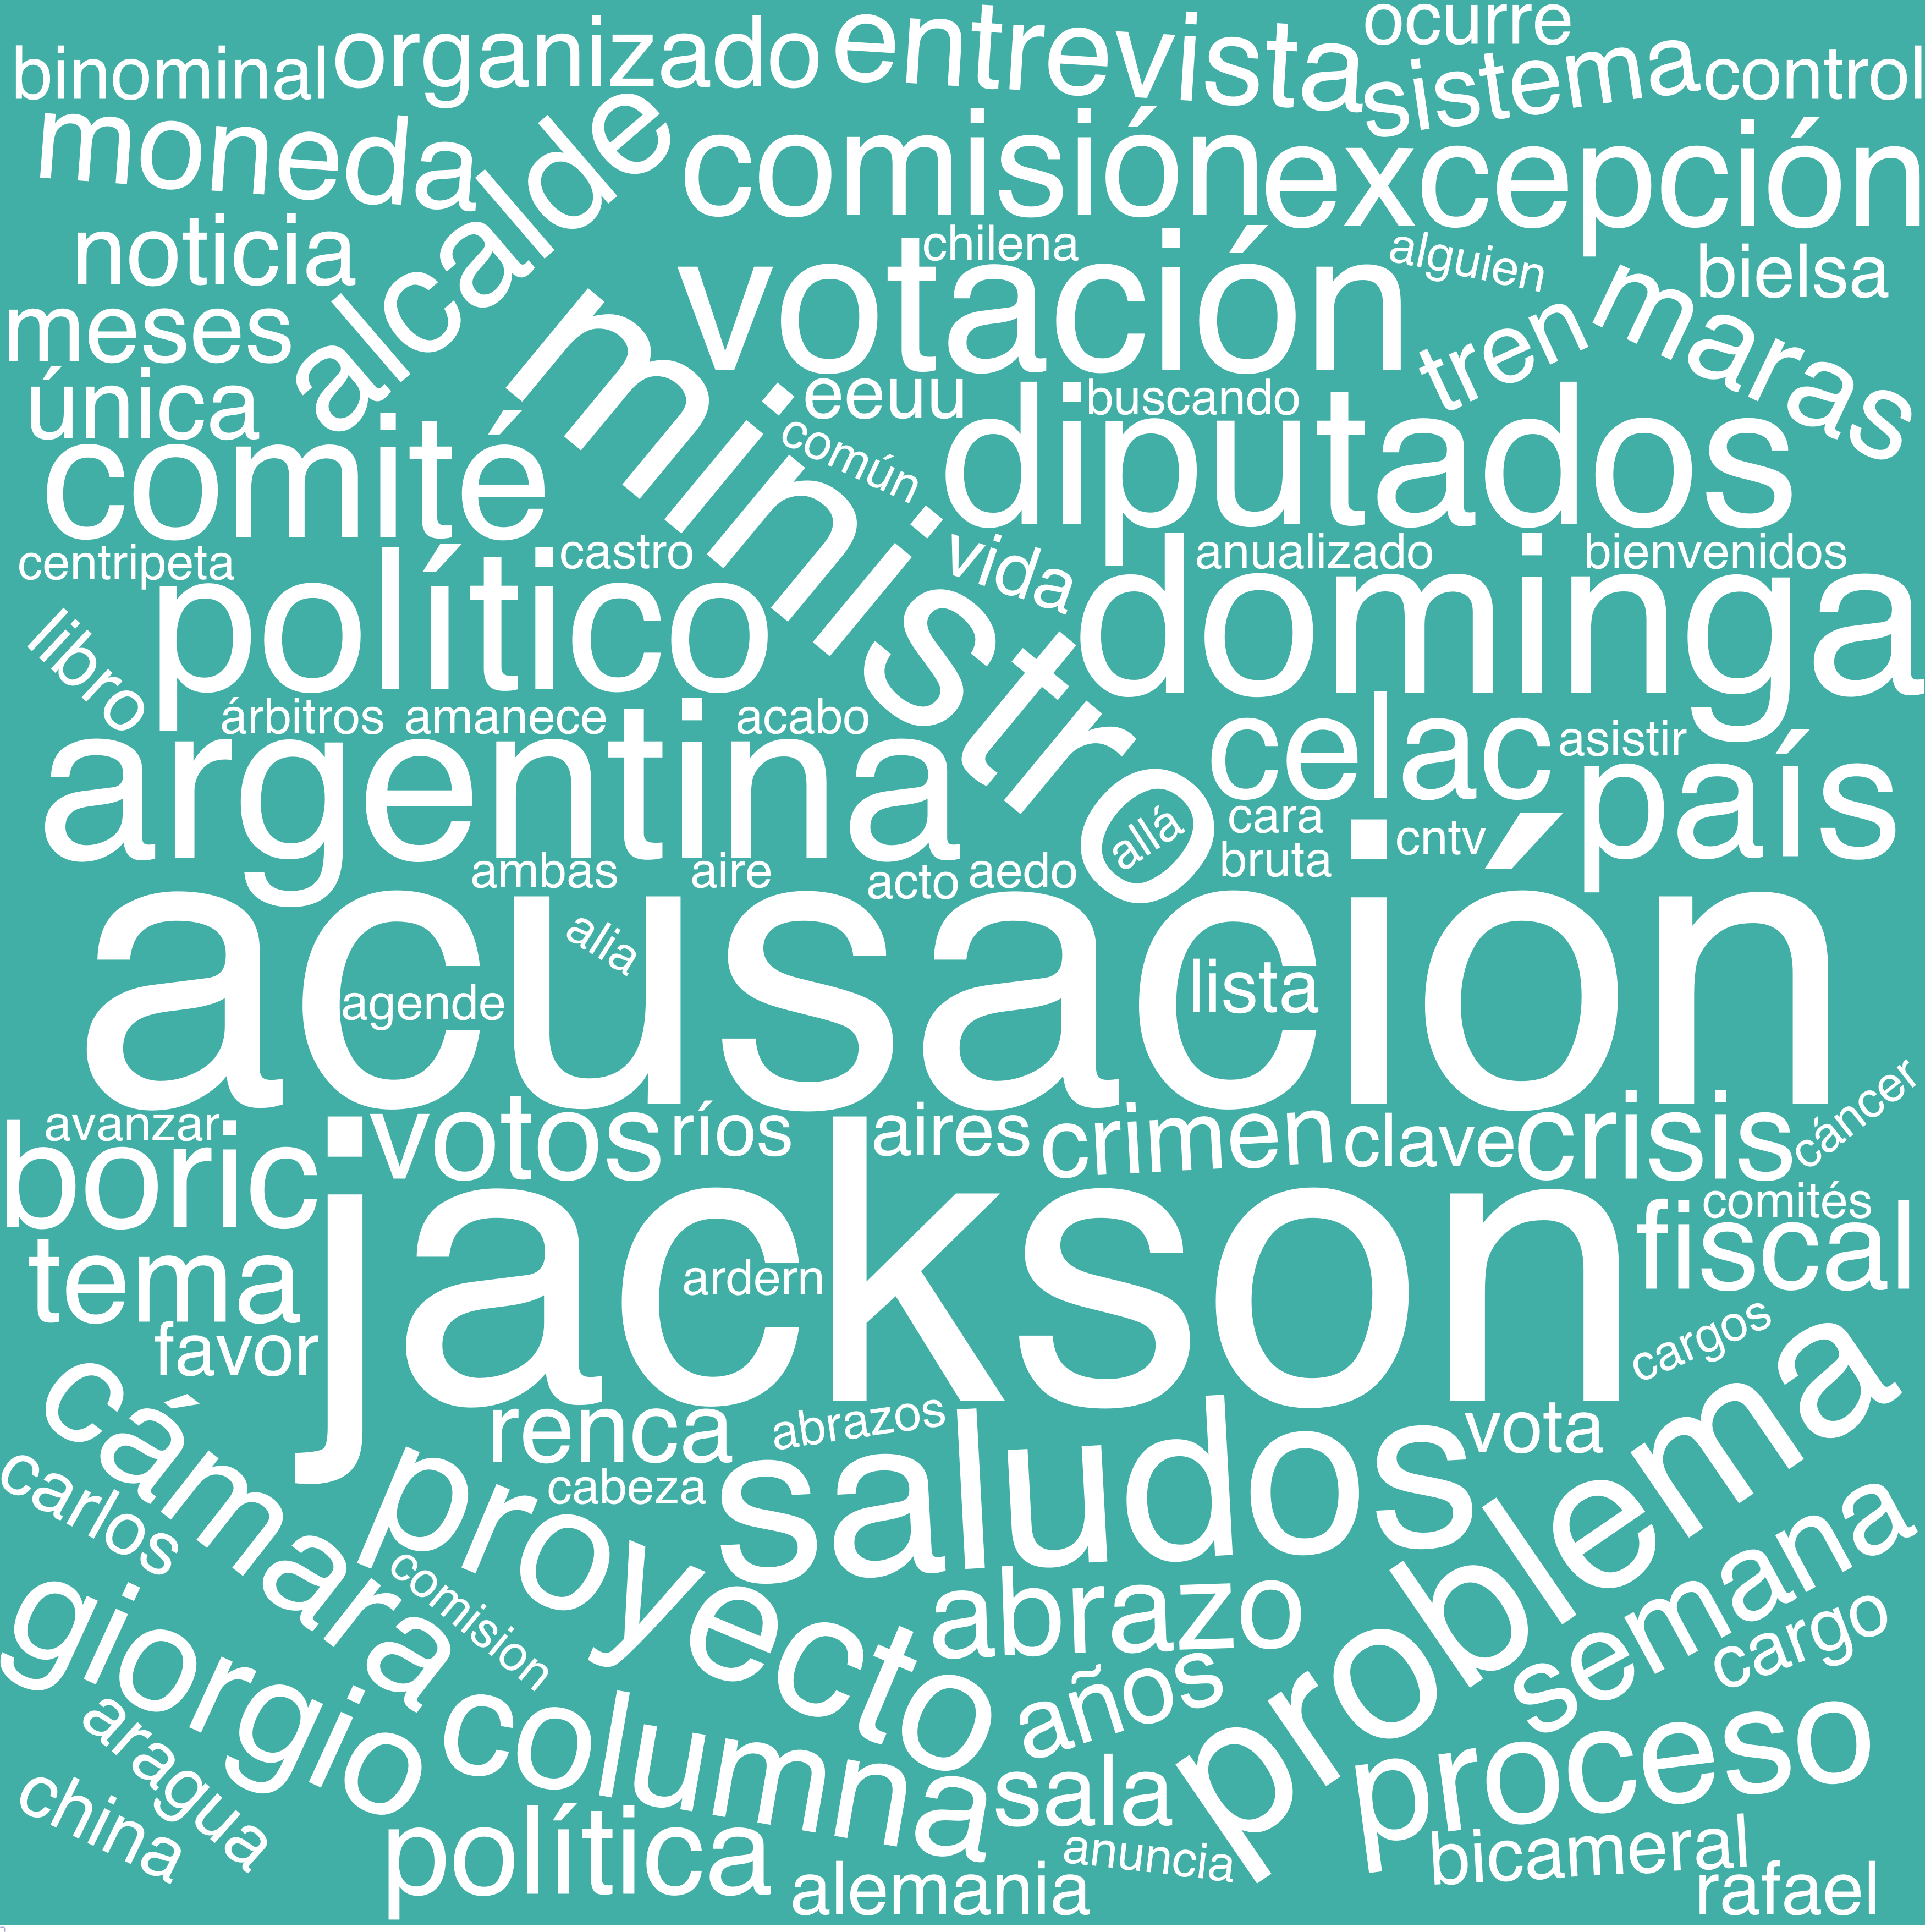 ocurre
binominal
organizado
entrevista
sistema
control
moneda
alcalde
comisión
excepción
noticia
chilena
alguien
bielsa
meses
votación
tren
maras
única
ministro
eeuu
buscando
comité
común
diputados
centripeta
castro
vida
anualizado
bienvenidos
político
dominga
libro
árbitros
amanece
acabo
celac
asistir
argentina
país
allá
cara
cntv
ambas
aire
acto
aedo
bruta
acusación
alia
agende
lista
avanzar
votos
ríos
aires
crimen
clave
crisis
cáncer
boric
jackson
comités
tema
ardern
fiscal
favor
cargos
cámara
renca
abrazos
vota
problema
carlos
proyecto
cabeza
saludos
comisiòn
abrazo
semana
giorgio
años
cargo
aragua
columna
proceso
china
sala
política
anuncia
bicameral
alemania
rafael